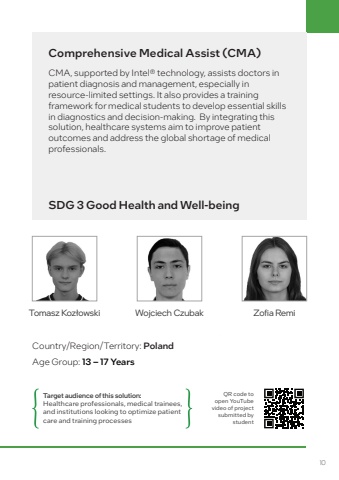 Comprehensive Medical Assist (CMA)
CMA, supported by Intel® technology, assists doctors in
patient diagnosis and management, especially in
resource-limited settings. It also provides a training
framework for medical students to develop essential skills
in diagnostics and decision-making. By integrating this
solution, healthcare systems aim to improve patient
outcomes and address the global shortage of medical
professionals.
SDG 3 Good Health and Well-being
Tomasz Kozłowski
Wojciech Czubak
Zofia Remi
Country/Region/Territory: Poland
Age Group: 13 – 17 Years
Target audience of this solution:
Healthcare professionals, medical trainees,
and institutions looking to optimize patient
care and training processes
QR code to
open YouTube
video of project
submitted by
student
10